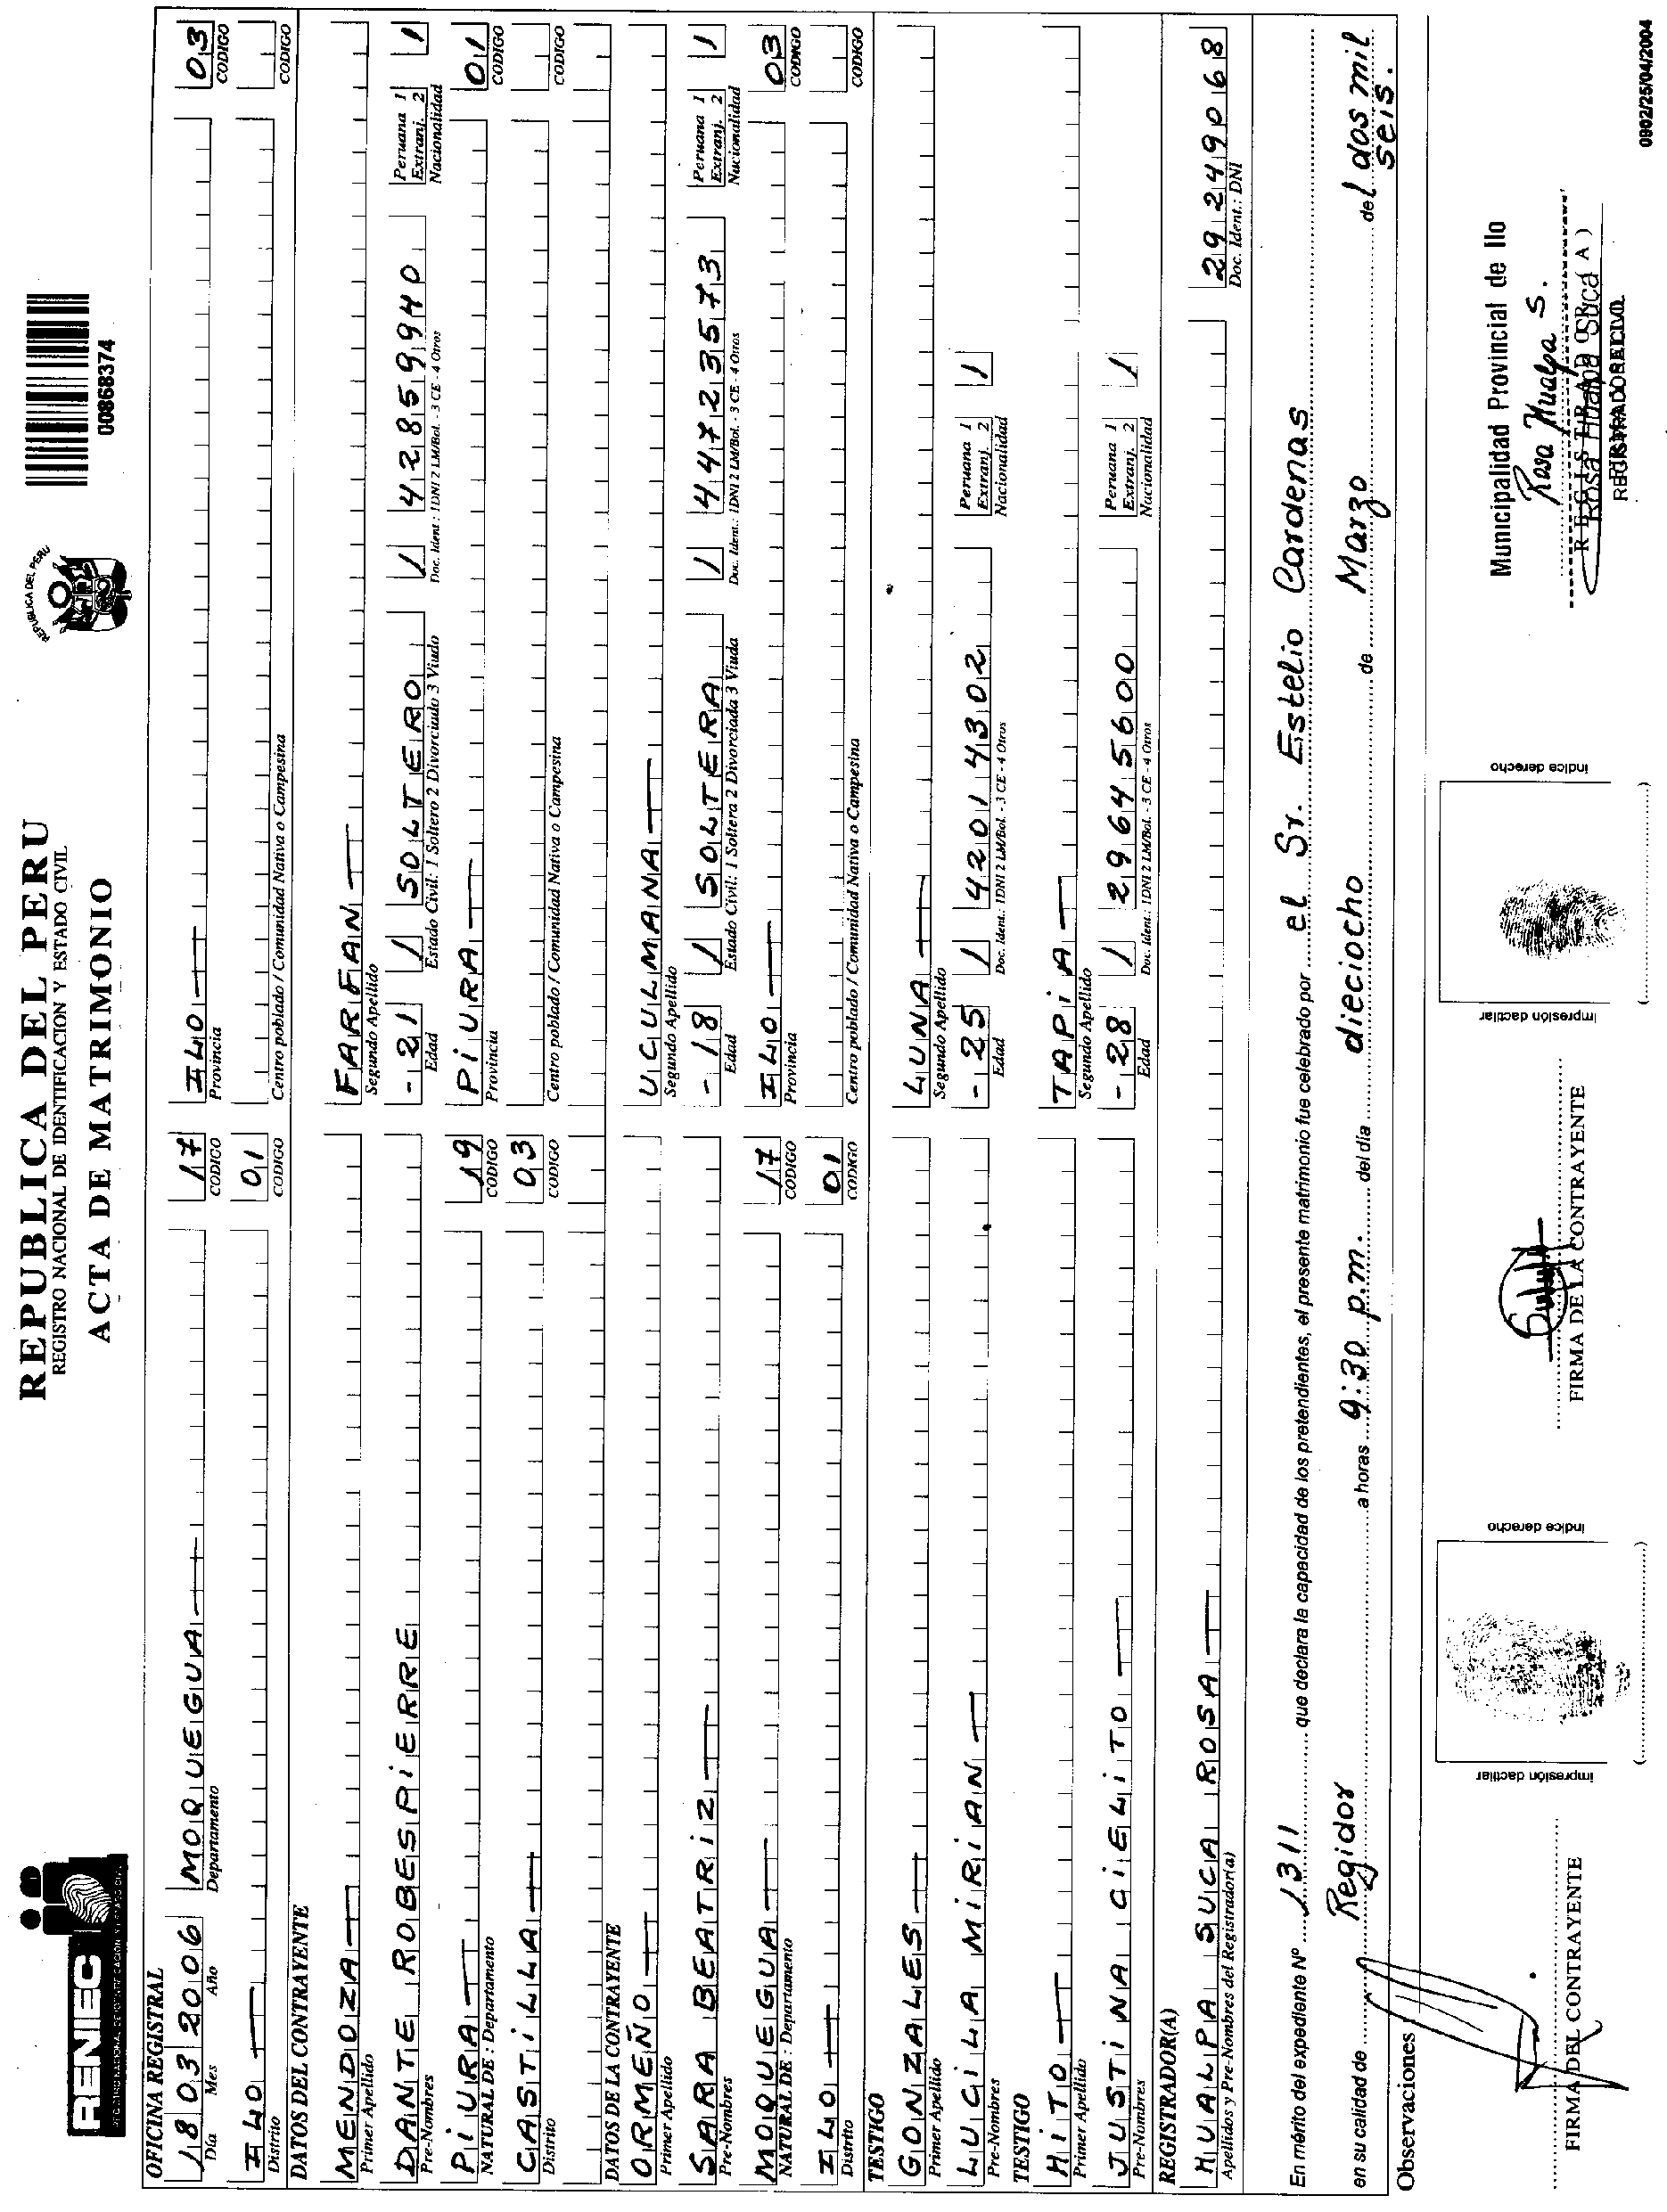 RENIEC
REGISTRO NACIONAL DE IDENTIFICACION Y ESTADO CIVIL
REPUBLICA DEL PERU
REGISTRO NACIONAL DE IDENTIFICACION Y ESTADO CIVIL
ACTA DE MATRIMONIO
REPUBLICA DEL PERU
00868374
OFICINA REGISTRAL
18 03 2006 MOQUEGUA 17 ILO 03
Día Mes Año Departamento CODIGO Provincia CODIGO
ILO 01
Distrito CODIGO Centro poblado / Comunidad Nativa o Campesina CODIGO
DATOS DEL CONTRAYENTE
MENDOZA FARFAN
Primer Apellido Segundo Apellido
DANTE ROBESPiERRE -21 1 SOLTERO 1 42859940 Peruana 1 Extranj. 2 1
Pre-Nombres Edad Estado Civil: 1 Soltero 2 Divorciado 3 Viudo Doc. Ident.: 1DNI 2 LM/Bol. - 3 CE - 4 Otros Nacionalidad
PiURA 19 PiURA 01
NATURAL DE : Departamento CODIGO Provincia CODIGO
CASTiLLA 03
Distrito CODIGO Centro poblado / Comunidad Nativa o Campesina CODIGO
DATOS DE LA CONTRAYENTE
ORMEÑO UCULMANA
Primer Apellido Segundo Apellido
SARA BEATRiZ -18 1 SOLTERA 1 44723573 Peruana 1 Extranj. 2 1
Pre-Nombres Edad Estado Civil: 1 Soltera 2 Divorciada 3 Viuda Doc. Ident.: 1DNI 2 LM/Bol. - 3 CE - 4 Otros Nacionalidad
MOQUEGUA 17 ILO 03
NATURAL DE : Departamento CODIGO Provincia CODIGO
ILO 01
Distrito CODIGO Centro poblado / Comunidad Nativa o Campesina CODIGO
TESTIGO
GONZALES LUNA
Primer Apellido Segundo Apellido
LUCiLA MiRiAN -25 1 42014302 Peruana 1 Extranj. 2 1
Pre-Nombres Edad Doc. Ident.: 1DNI 2 LM/Bol. - 3 CE - 4 Otros Nacionalidad
TESTIGO
HiTO TAPiA
Primer Apellido Segundo Apellido
JUSTiNA CiELiTO -28 1 29645600 Peruana 1 Extranj. 2 1
Pre-Nombres Edad Doc. Ident.: 1DNI 2 LM/Bol. - 3 CE - 4 Otros Nacionalidad
REGISTRADOR(A)
HUALPA SUCA ROSA 29249068
Apellidos y Pre-Nombres del Registrador(a) Doc. Ident.: DNI
En mérito del expediente Nº 1311 que declara la capacidad de los pretendientes, el presente matrimonio fue celebrado por el Sr. Estelio Cardenas
en su calidad de Regidor a horas 9:30 p.m. del día dieciocho de Marzo del dos mil seis.
Observaciones
Municipalidad Provincial de Ilo
Rosa Hualpa S.
Rosa Hualpa Suca
REGISTRADOR(A)
REGISTRADOR CIVIL
impresión dactilar índice derecho
impresión dactilar índice derecho
FIRMA DEL CONTRAYENTE
FIRMA DE LA CONTRAYENTE
0802/25/04/2004